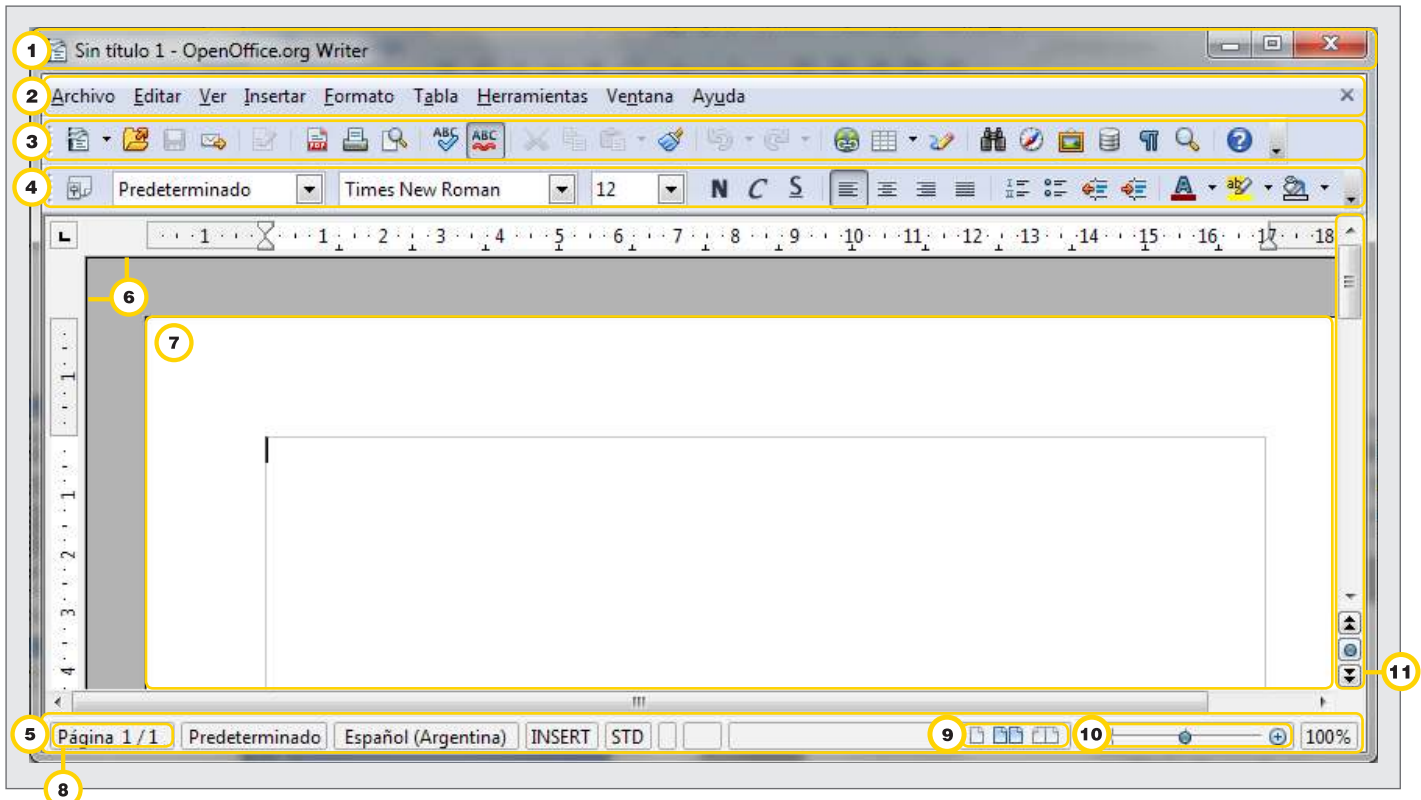 1 Sin título 1 - OpenOffice.org Writer
2 Archivo Editar Ver Insertar Formato Tabla Herramientas Ventana Ayuda
3 ABC ABC
4 Predeterminado Times New Roman 12 N C S A ab
1 1 2 3 4 5 6 7 8 9 10 11 12 13 14 15 16 17 18
6
7
1
1
2
3
4
11
5 Página 1 / 1 Predeterminado Español (Argentina) INSERT STD 9 10 100%
8